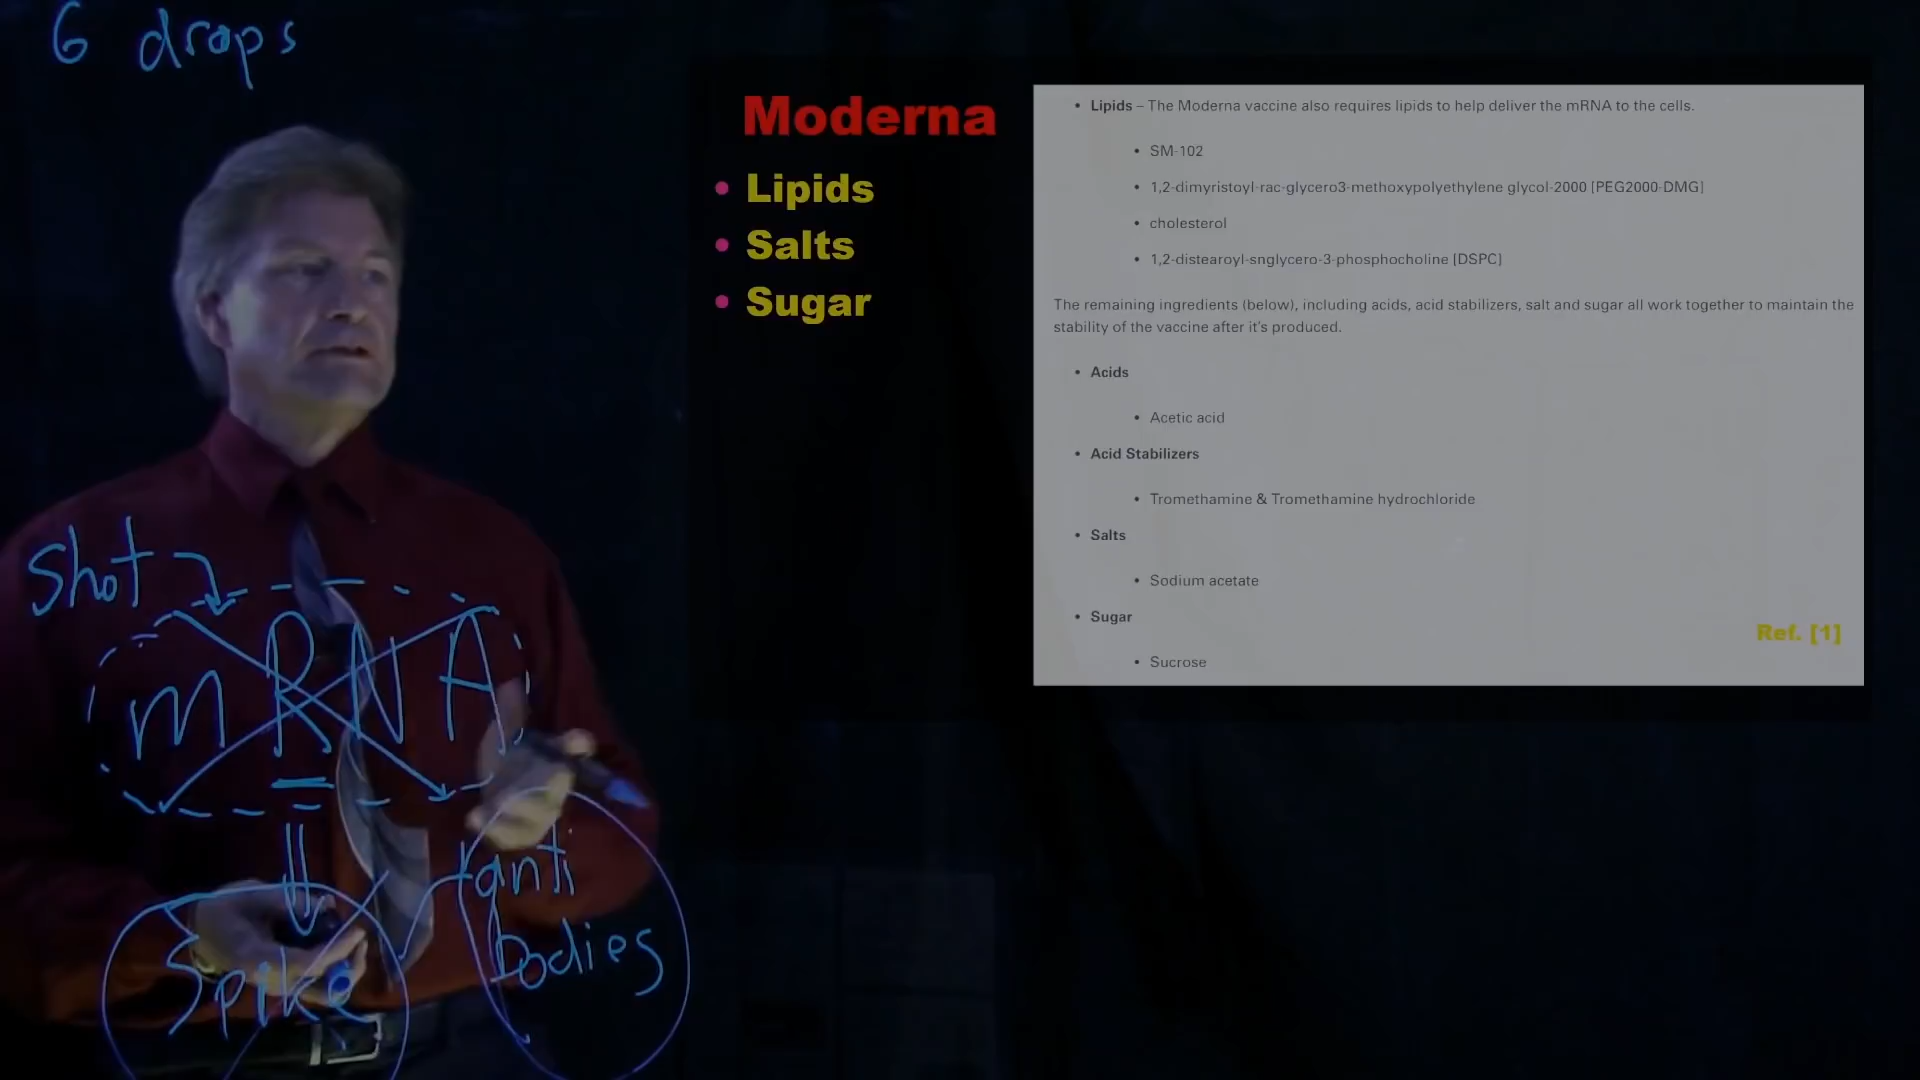 6 drops
Shot
mRNA
Spike
anti
bodies
Moderna
• Lipids
• Salts
• Sugar
• Lipids – The Moderna vaccine also requires lipids to help deliver the mRNA to the cells.
• SM-102
• 1,2-dimyristoyl-rac-glycero3-methoxypolyethylene glycol-2000 [PEG2000-DMG]
• cholesterol
• 1,2-distearoyl-snglycero-3-phosphocholine [DSPC]
The remaining ingredients (below), including acids, acid stabilizers, salt and sugar all work together to maintain the
stability of the vaccine after it's produced.
• Acids
• Acetic acid
• Acid Stabilizers
• Tromethamine & Tromethamine hydrochloride
• Salts
• Sodium acetate
• Sugar
• Sucrose
Ref. [1]